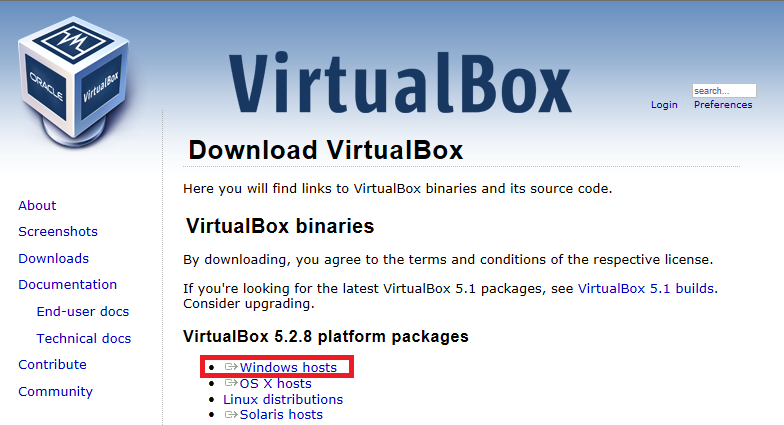 ORACLE
VirtualBox
VirtualBox
search...
Login Preferences
Download VirtualBox
Here you will find links to VirtualBox binaries and its source code.
About
Screenshots
Downloads
Documentation
End-user docs
Technical docs
Contribute
Community
VirtualBox binaries
By downloading, you agree to the terms and conditions of the respective license.
If you're looking for the latest VirtualBox 5.1 packages, see VirtualBox 5.1 builds.
Consider upgrading.
VirtualBox 5.2.8 platform packages
• Windows hosts
• OS X hosts
• Linux distributions
• Solaris hosts